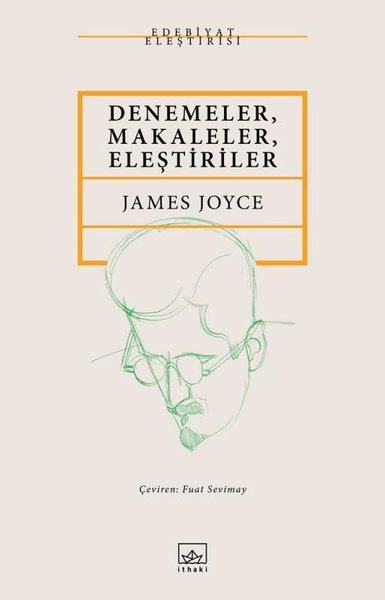 EDEBİYAT
ELEŞTİRİSİ
DENEMELER,
MAKALELER,
ELEŞTİRİLER
JAMES JOYCE
Çeviren: Fuat Sevimay
ithaki